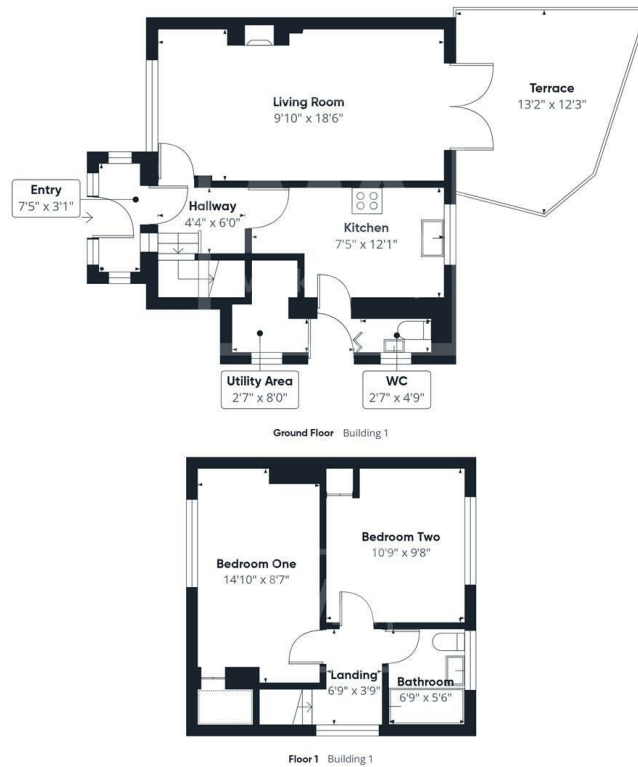 Living Room
9'10" x 18'6"
Terrace
13'2" x 12'3"
Entry
7'5" x 3'1"
Hallway
4'4" x 6'0"
Kitchen
7'5" x 12'1"
Utility Area
2'7" x 8'0"
WC
2'7" x 4'9"
Ground Floor Building 1
Bedroom One
14'10" x 8'7"
Bedroom Two
10'9" x 9'8"
Landing
6'9" x 3'9"
Bathroom
6'9" x 5'6"
Floor 1 Building 1